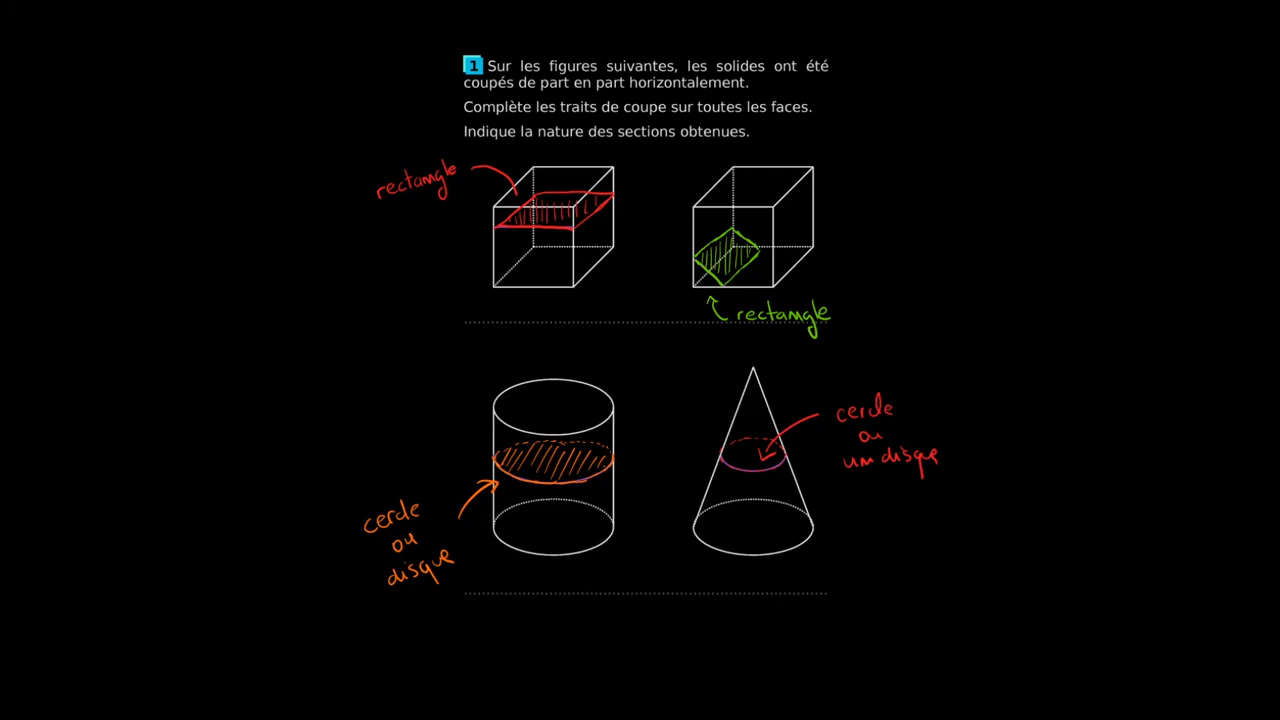 1 Sur les figures suivantes, les solides ont été
coupés de part en part horizontalement.
Complète les traits de coupe sur toutes les faces.
Indique la nature des sections obtenues.
rectangle
rectangle
cercle
ou
un disque
cercle
ou
disque